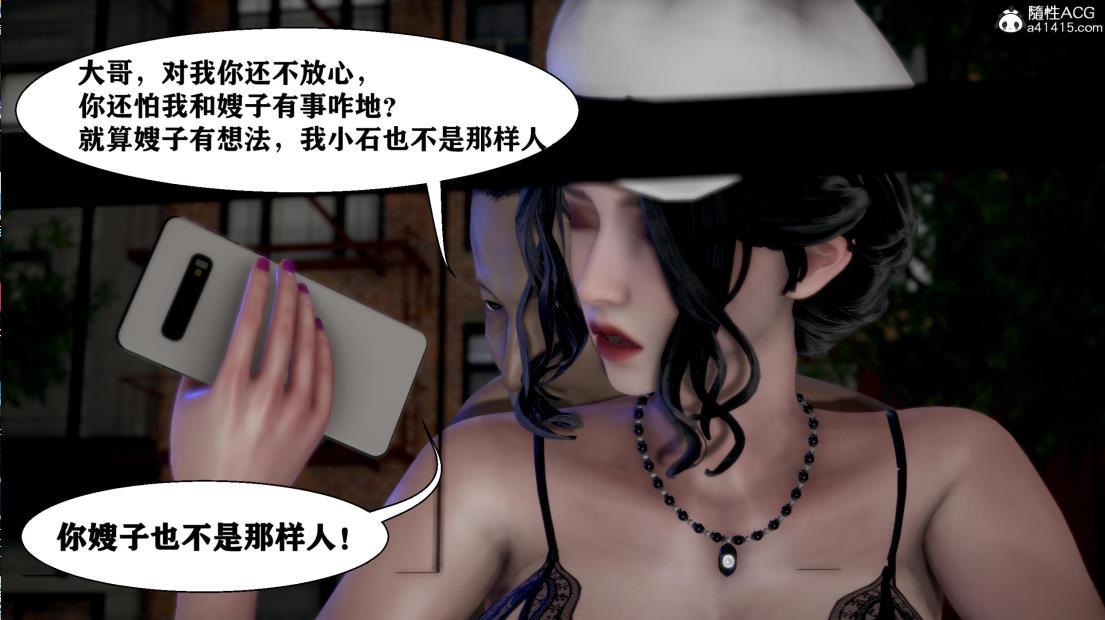 隨性ACG
a41415.com
大哥，对我你还不放心，
你还怕我和嫂子有事咋地？
就算嫂子有想法，我小石也不是那样人
你嫂子也不是那样人！